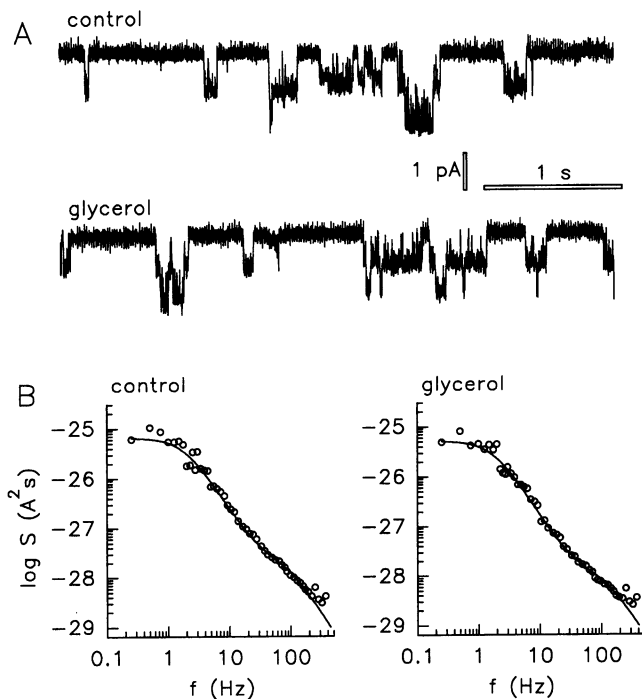 A
control
1 pA
1 s
glycerol
B
control
glycerol
log S (A²s)
−25
−26
−27
−28
−29
0.1
1
10
100
f (Hz)
−25
−26
−27
−28
−29
0.1
1
10
100
f (Hz)